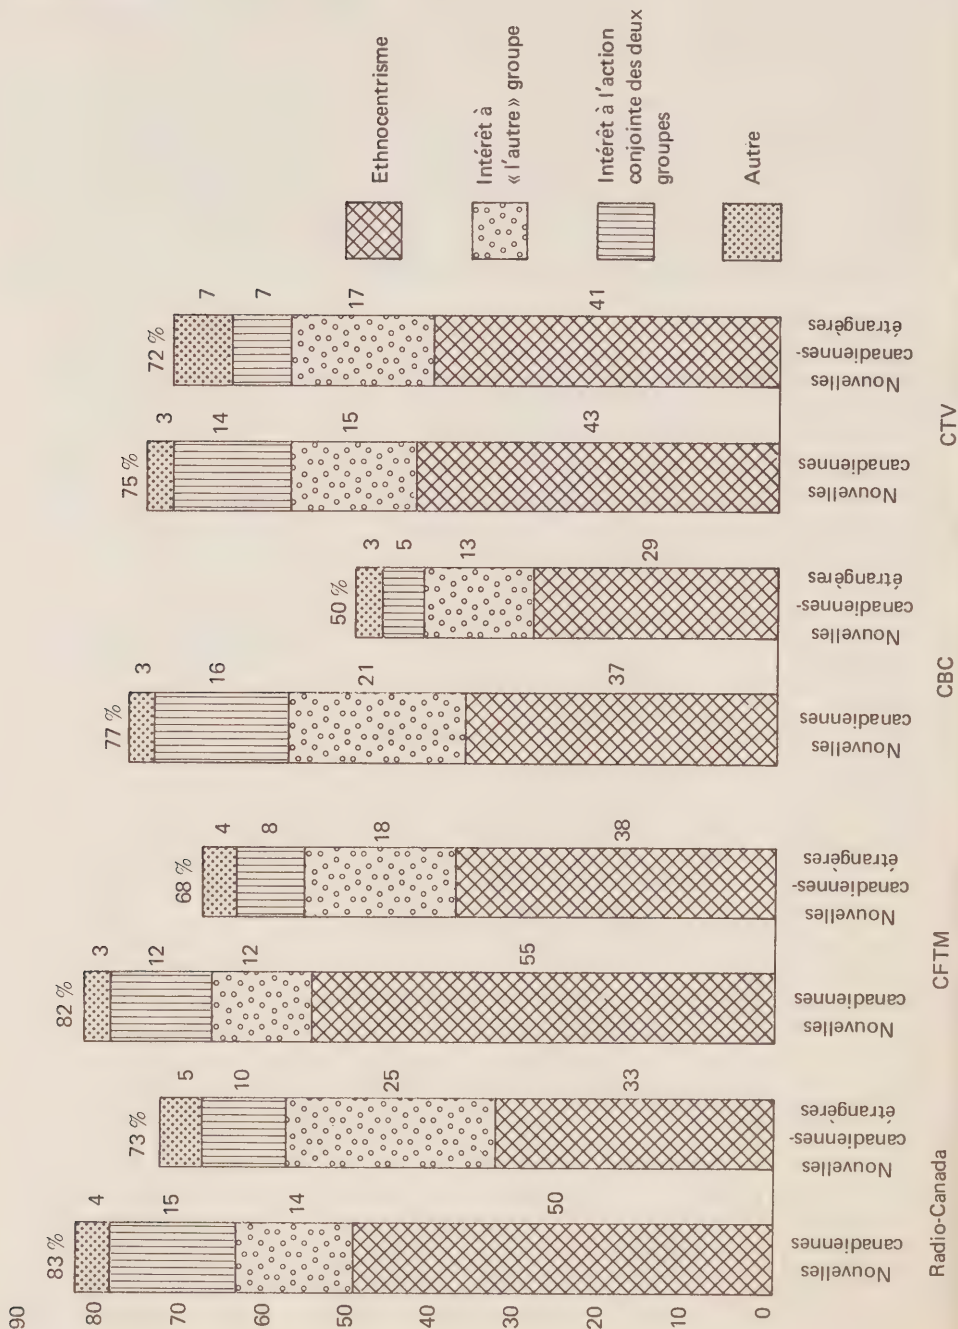 90
80
70
60
50
40
30
20
10
0
83 %
4
15
14
50
Nouvelles
canadiennes
73 %
5
10
25
33
Nouvelles
canadiennes-
étrangères
Radio-Canada
82 %
3
12
12
55
Nouvelles
canadiennes
68 %
4
8
18
38
Nouvelles
canadiennes-
étrangères
CFTM
77 %
3
16
21
37
Nouvelles
canadiennes
50 %
3
5
13
29
Nouvelles
canadiennes-
étrangères
CBC
75 %
3
14
15
43
Nouvelles
canadiennes
72 %
7
7
17
41
Nouvelles
canadiennes-
étrangères
CTV
Ethnocentrisme
Intérêt à
« l'autre » groupe
Intérêt à l'action
conjointe des deux
groupes
Autre